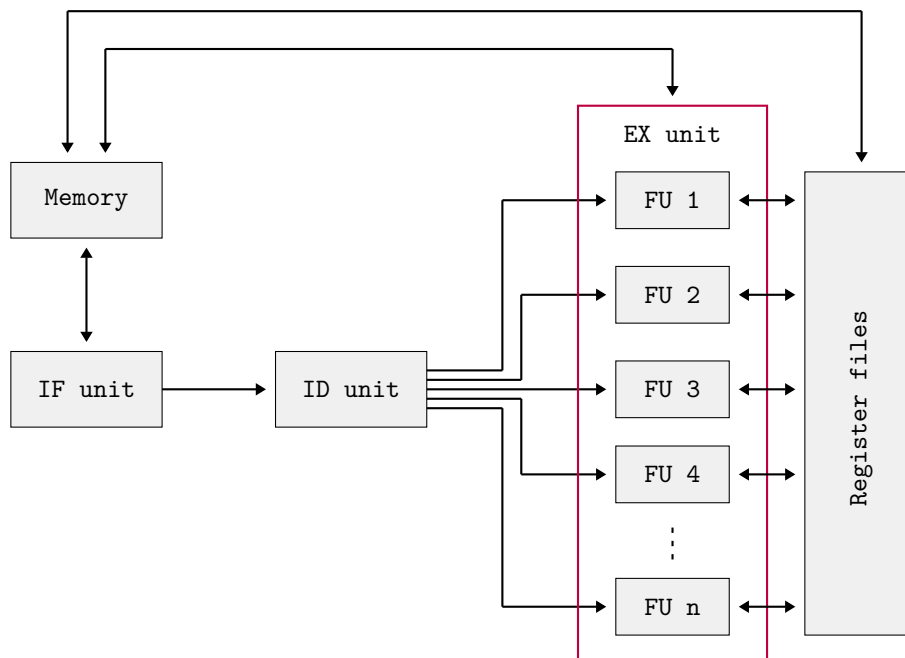 EX unit
Memory
FU 1
FU 2
IF unit
ID unit
FU 3
FU 4
FU n
Register files